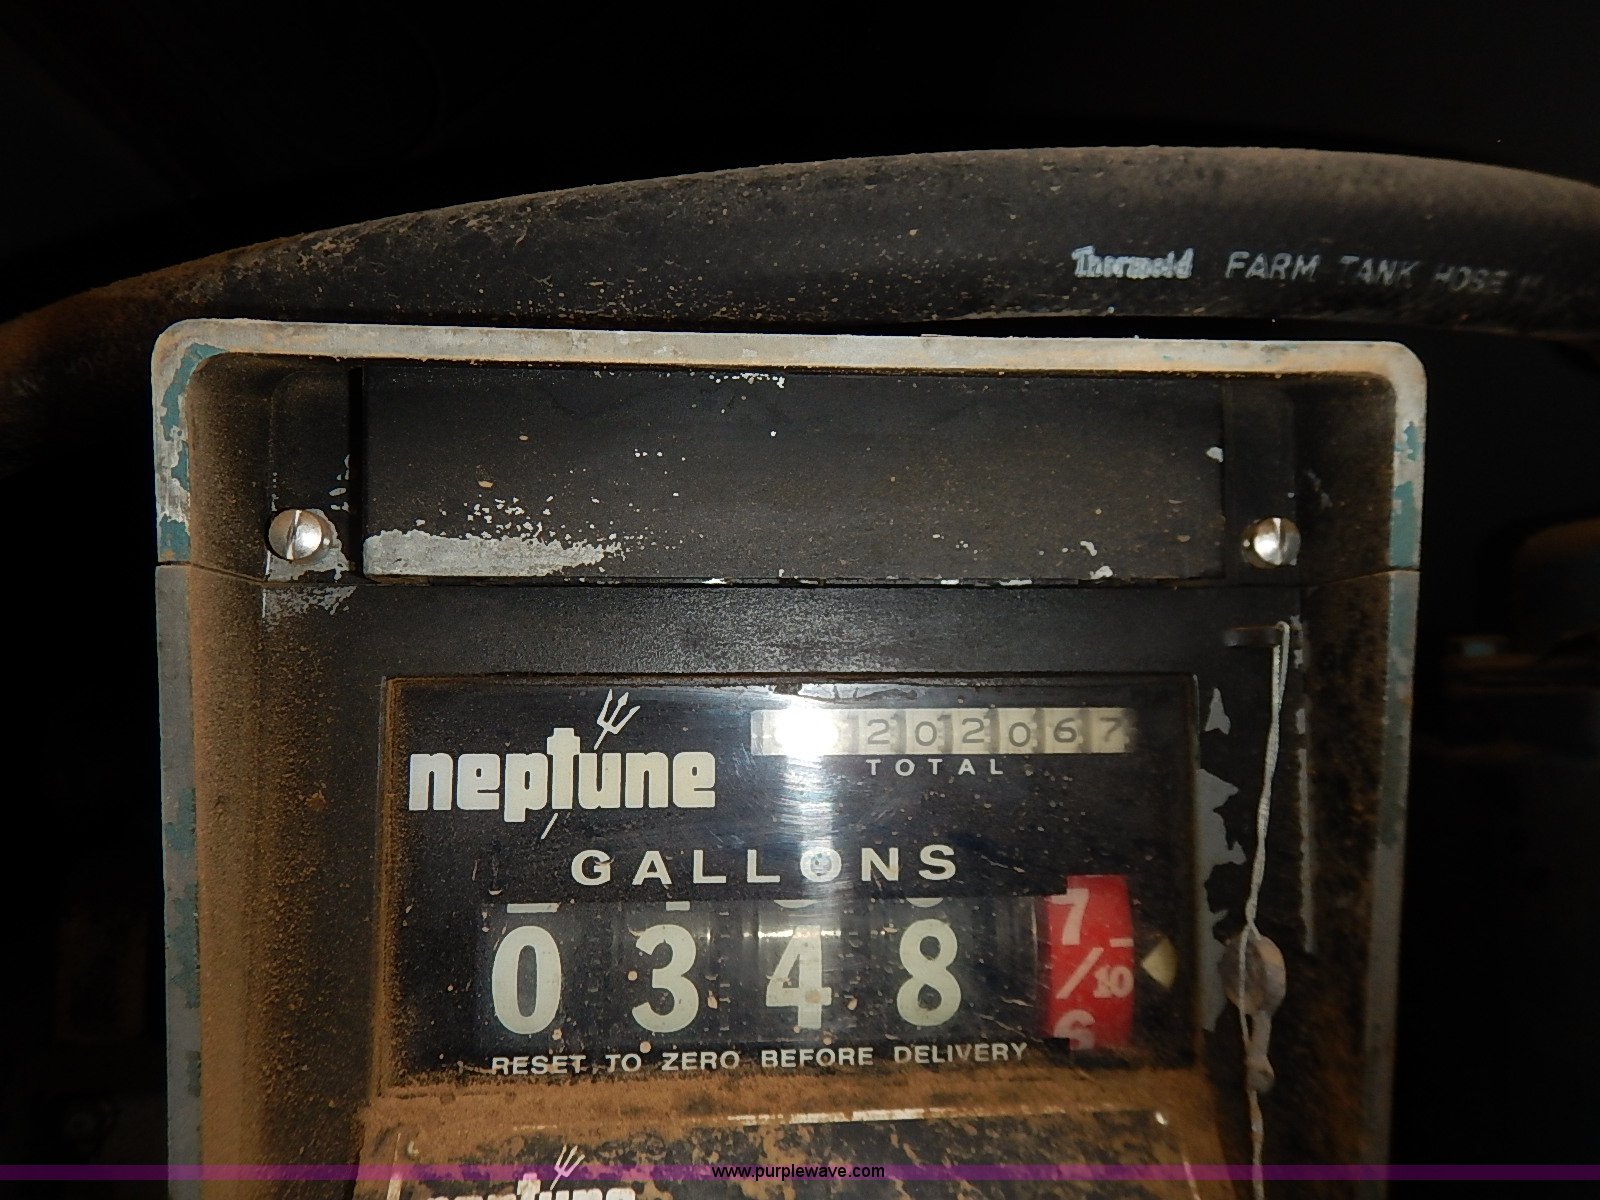 Thermoid FARM TANK HOSE
neptune
202067
TOTAL
GALLONS
0348 7/10
6
RESET TO ZERO BEFORE DELIVERY
neptune
www.purplewave.com